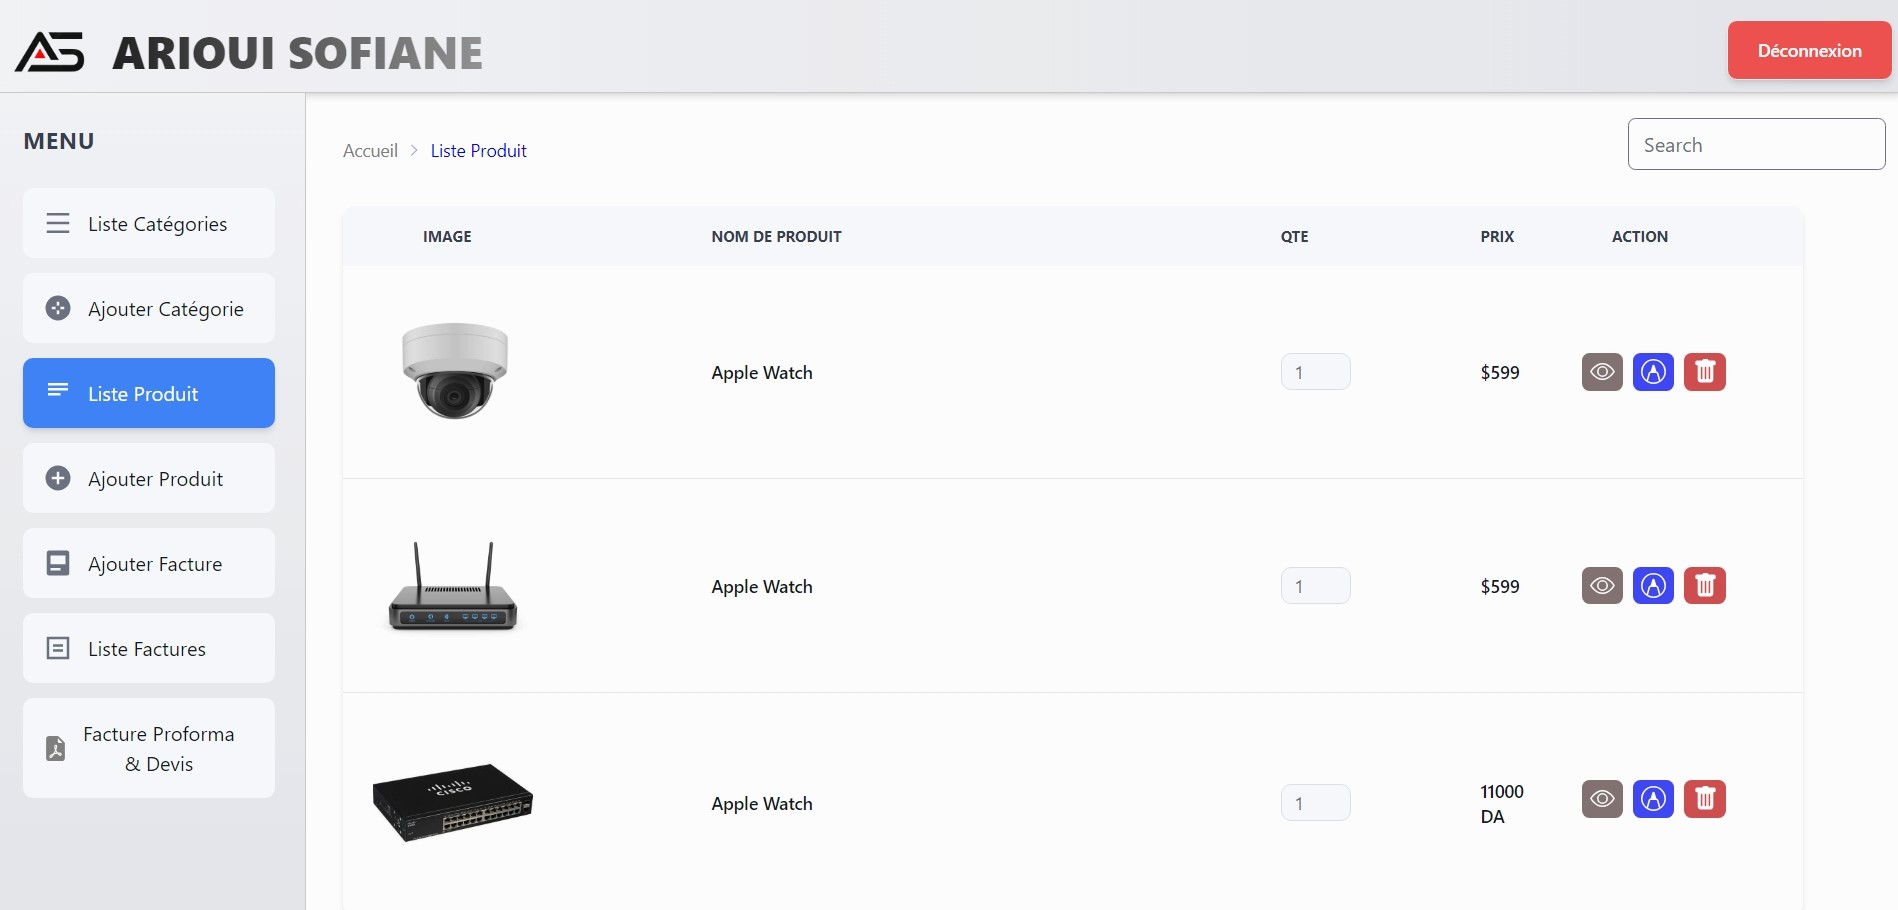 ARIOUI SOFIANE
Déconnexion
MENU
Liste Catégories
Ajouter Catégorie
Liste Produit
Ajouter Produit
Ajouter Facture
Liste Factures
Facture Proforma
& Devis
Accueil > Liste Produit
Search
IMAGE NOM DE PRODUIT QTE PRIX ACTION
Apple Watch 1 $599
Apple Watch 1 $599
CISCO
Apple Watch 1 11000
DA